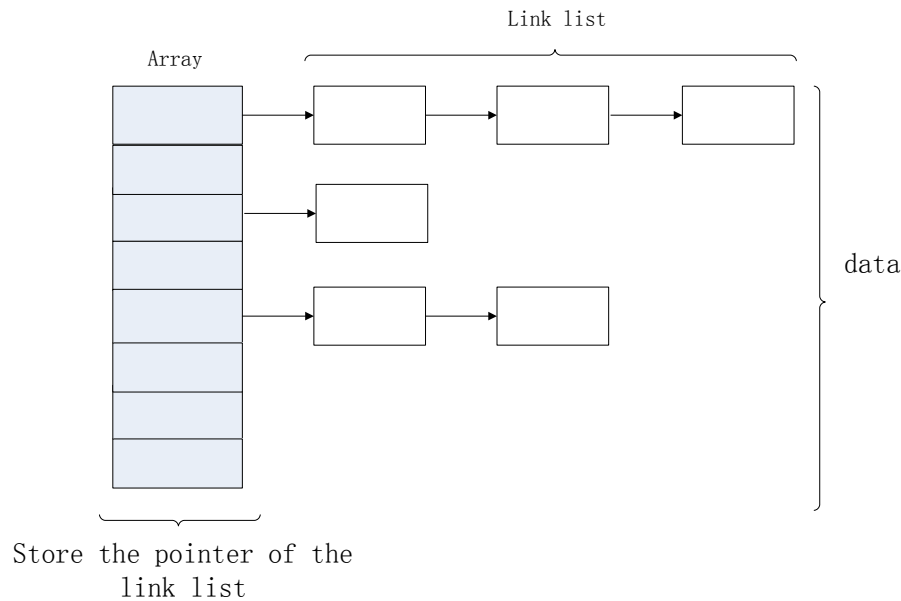 Link list
Array
data
Store the pointer of the
link list